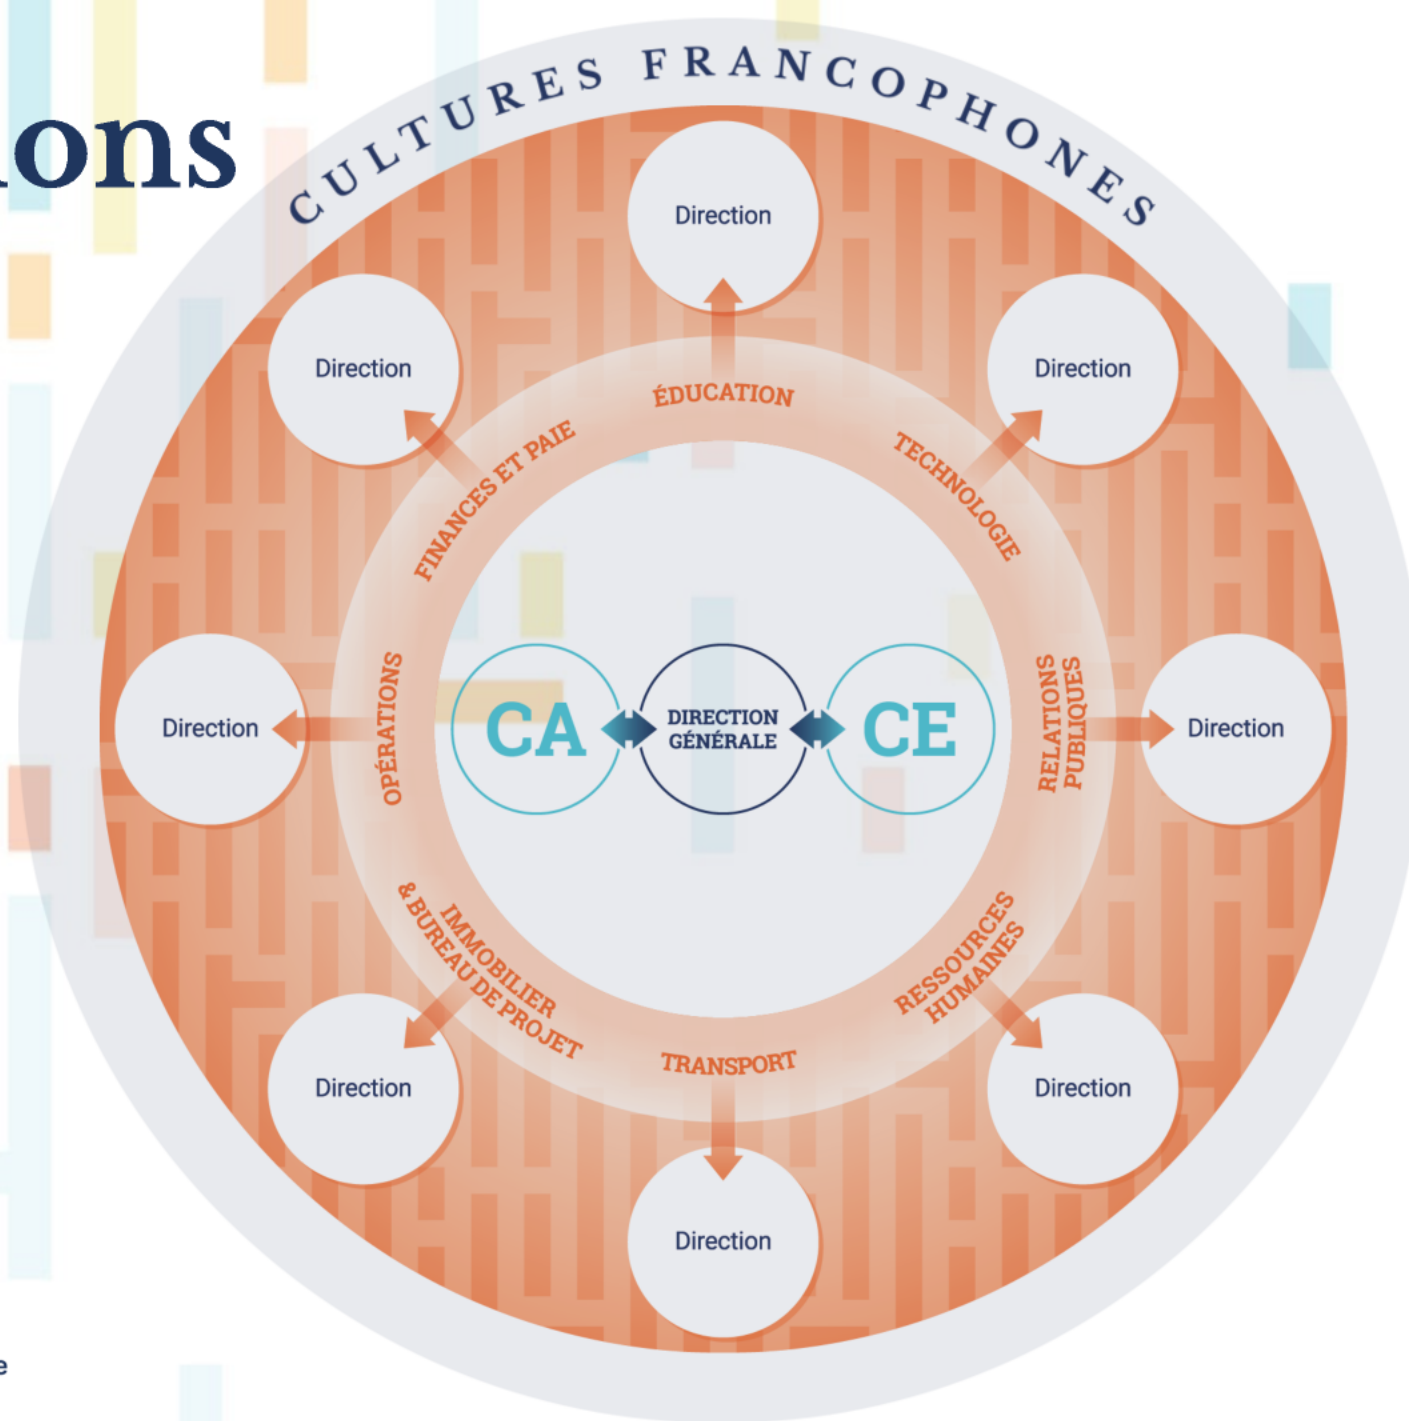 ons
CULTURES FRANCOPHONES
Direction
Direction
Direction
ÉDUCATION
FINANCES ET PAIE
TECHNOLOGIE
Direction
OPÉRATIONS
CA
DIRECTION
GÉNÉRALE
CE
RELATIONS
PUBLIQUES
Direction
IMMOBILIER
& BUREAU DE PROJET
RESSOURCES
HUMAINES
TRANSPORT
Direction
Direction
Direction
e